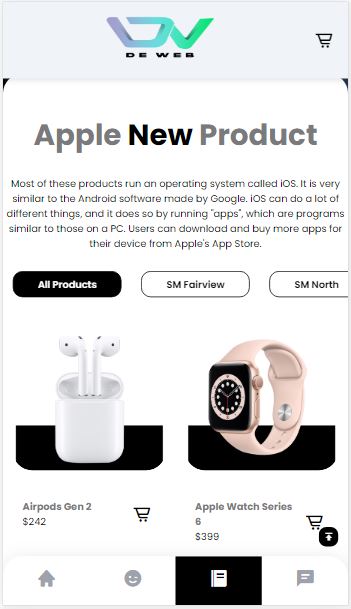 DE WEB
Apple New Product
Most of these products run an operating system called iOS. It is very
similar to the Android software made by Google. iOS can do a lot of
different things, and it does so by running "apps", which are programs
similar to those on a PC. Users can download and buy more apps for
their device from Apple's App Store.
All Products
SM Fairview
SM North
Airpods Gen 2
$242
Apple Watch Series
6
$399